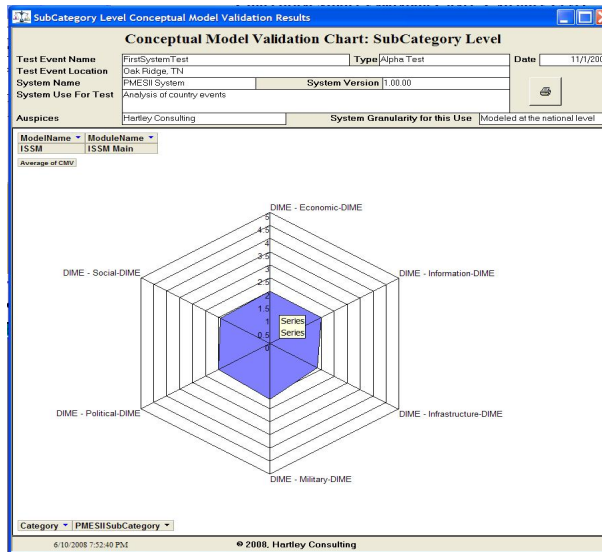 SubCategory Level Conceptual Model Validation Results
Conceptual Model Validation Chart: SubCategory Level
Test Event Name FirstSystemTest Type Alpha Test Date 11/1/200
Test Event Location Oak Ridge, TN
System Name PMESII System System Version 1.00.00
System Use For Test Analysis of country events
Auspices Hartley Consulting System Granularity for this Use Modeled at the national level
ModelName ModuleName
ISSM ISSM Main
Average of CMV
DIME - Economic-DIME
5
4.5
4
3.5
DIME - Social-DIME 3 DIME - Information-DIME
2.5
2
1.5
Series
1
Series
0.5
0
DIME - Political-DIME DIME - Infrastructure-DIME
DIME - Military-DIME
Category PMESIISubCategory
6/10/2008 7:52:40 PM © 2008, Hartley Consulting